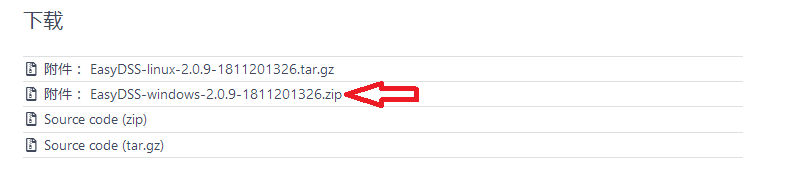 下载
附件： EasyDSS-linux-2.0.9-1811201326.tar.gz
附件： EasyDSS-windows-2.0.9-1811201326.zip
Source code (zip)
Source code (tar.gz)